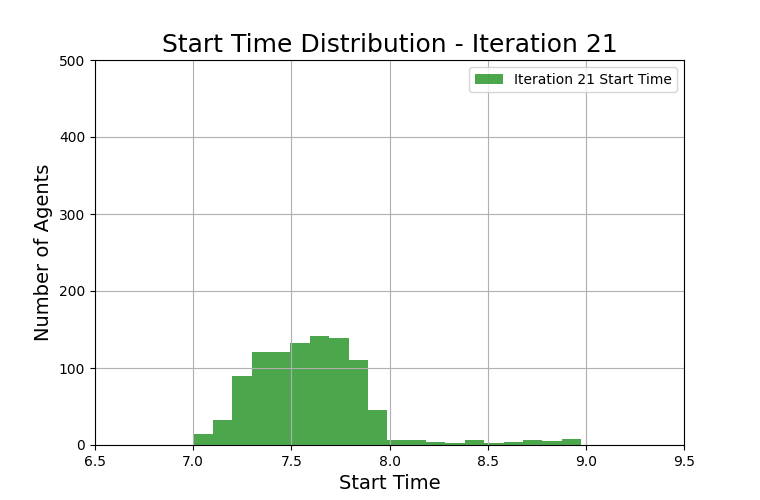 Start Time Distribution - Iteration 21
Iteration 21 Start Time
Number of Agents
500
400
300
200
100
0
6.5 7.0 7.5 8.0 8.5 9.0 9.5
Start Time